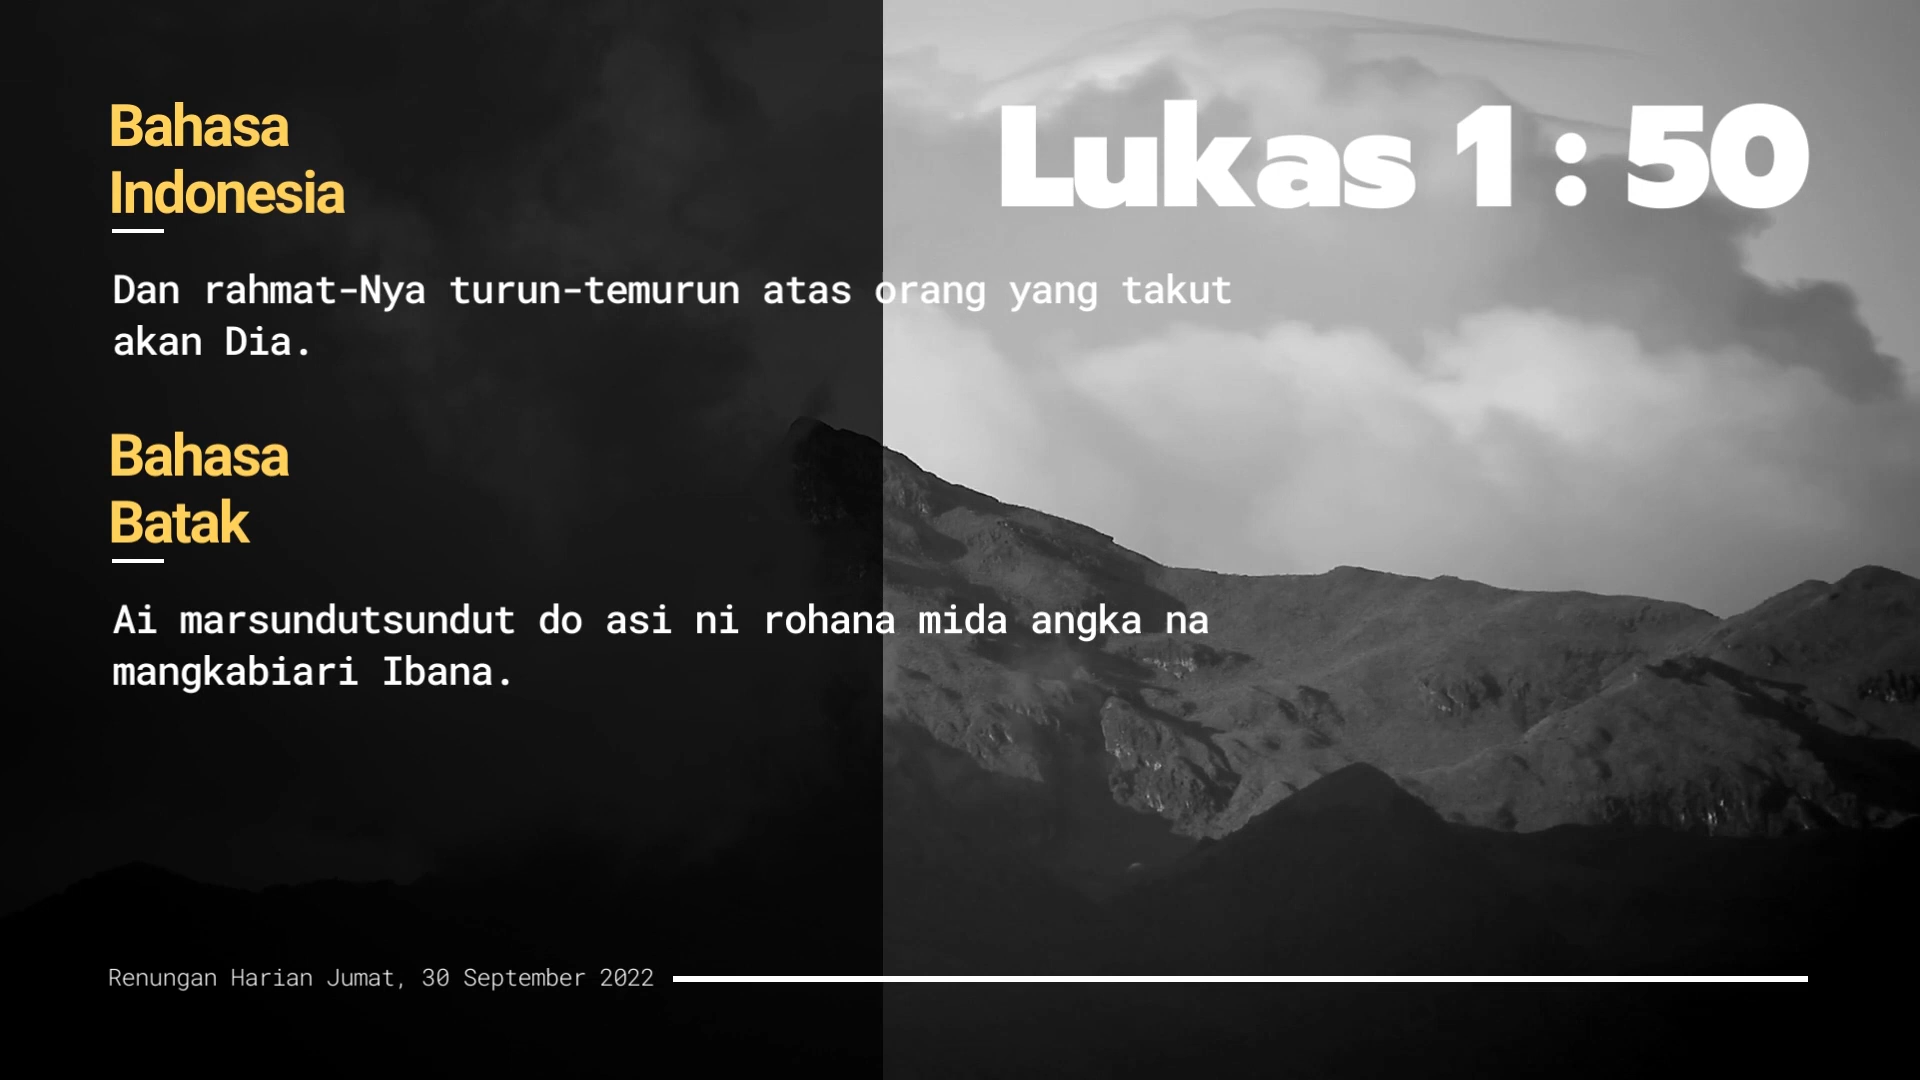 Lukas 1 : 50
Bahasa
Indonesia
Dan rahmat-Nya turun-temurun atas orang yang takut
akan Dia.
Bahasa
Batak
Ai marsundutsundut do asi ni rohana mida angka na
mangkabiari Ibana.
Renungan Harian Jumat, 30 September 2022